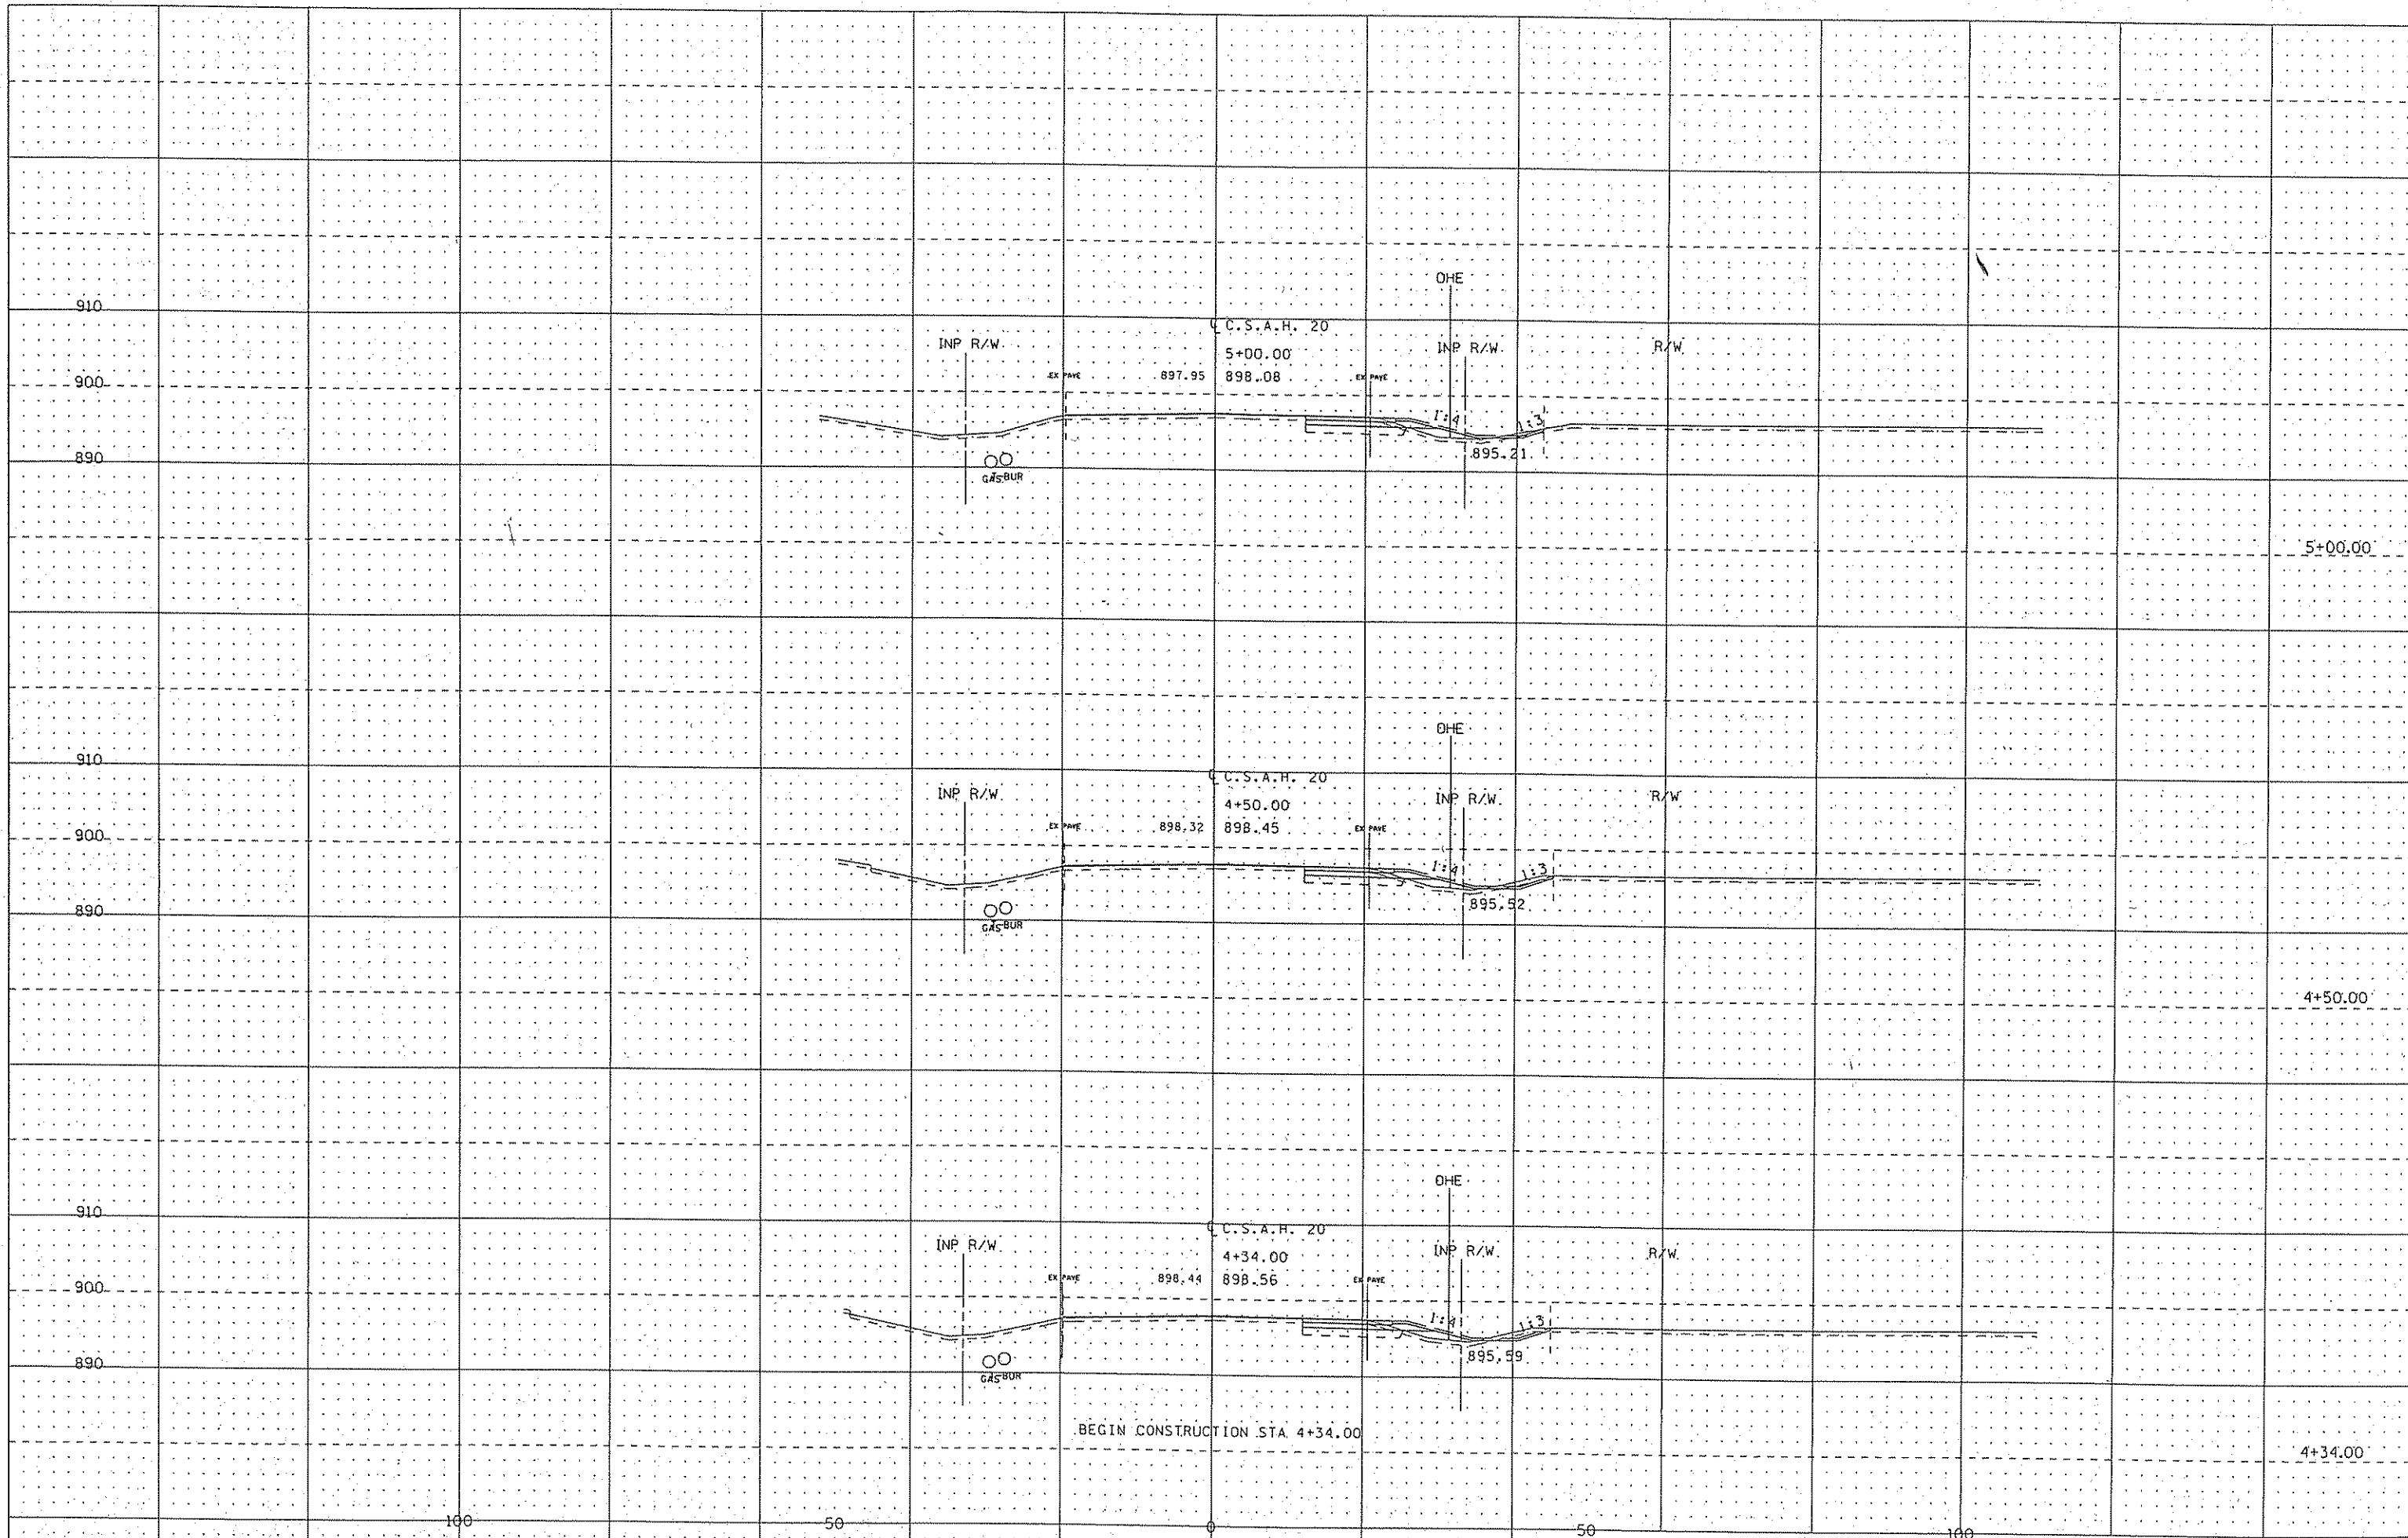 OHE
910
℄ C.S.A.H. 20
INP R/W
INP R/W
R/W
5+00.00
900
EX PAVE
897.95
898.08
EX PAVE
1:4
1:3
890
895.21
GAS
BUR
5+00.00
OHE
910
℄ C.S.A.H. 20
INP R/W
INP R/W
R/W
4+50.00
900
EX PAVE
898.32
898.45
EX PAVE
1:4
1:3
890
895.52
GAS
BUR
4+50.00
OHE
910
℄ C.S.A.H. 20
INP R/W
INP R/W
R/W
4+34.00
900
EX PAVE
898.44
898.56
EX PAVE
1:4
1:3
890
895.59
GAS
BUR
BEGIN CONSTRUCTION STA 4+34.00
4+34.00
100
50
0
50
100